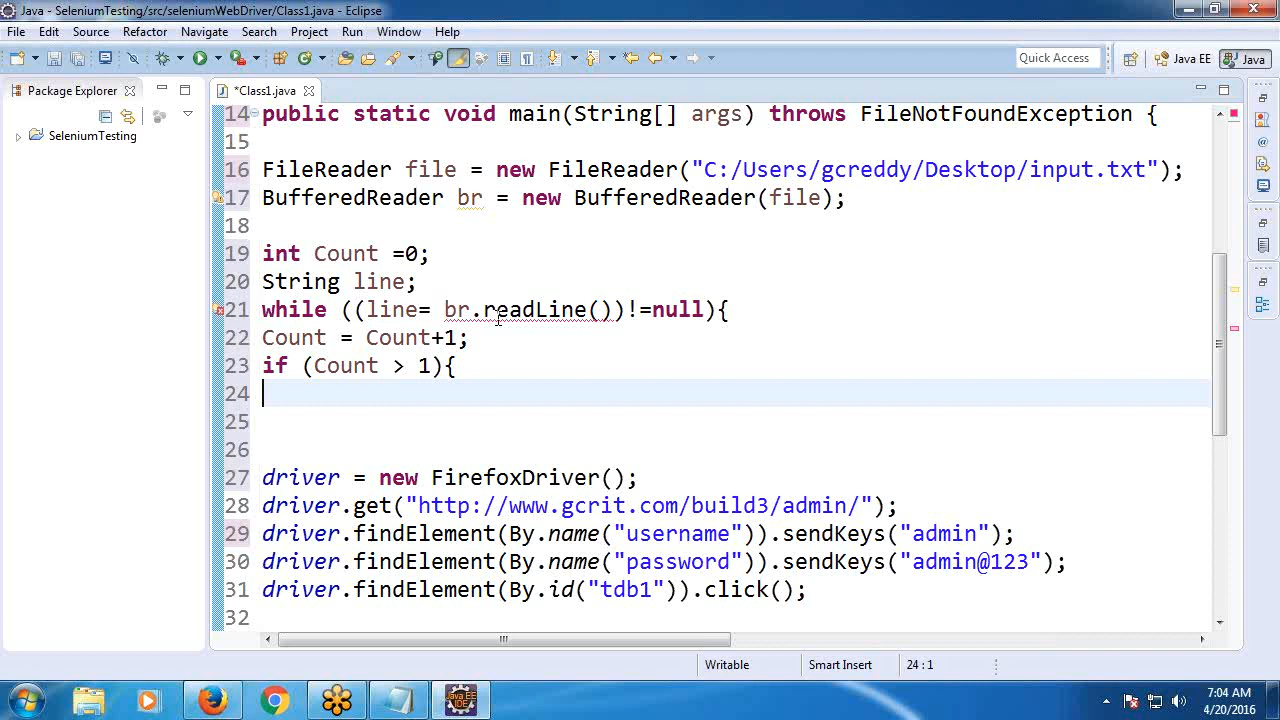 Java - SeleniumTesting/src/seleniumWebDriver/Class1.java - Eclipse
File Edit Source Refactor Navigate Search Project Run Window Help
Quick Access
Java EE
Java
Package Explorer
*Class1.java
SeleniumTesting
14 public static void main(String[] args) throws FileNotFoundException {
15
16 FileReader file = new FileReader("C:/Users/gcreddy/Desktop/input.txt");
17 BufferedReader br = new BufferedReader(file);
18
19 int Count =0;
20 String line;
21 while ((line= br.readLine())!=null){
22 Count = Count+1;
23 if (Count > 1){
24
25
26
27 driver = new FirefoxDriver();
28 driver.get("http://www.gcrit.com/build3/admin/");
29 driver.findElement(By.name("username")).sendKeys("admin");
30 driver.findElement(By.name("password")).sendKeys("admin@123");
31 driver.findElement(By.id("tdb1")).click();
32
Writable
Smart Insert
24 : 1
Java EE
IDE
7:04 AM
4/20/2016